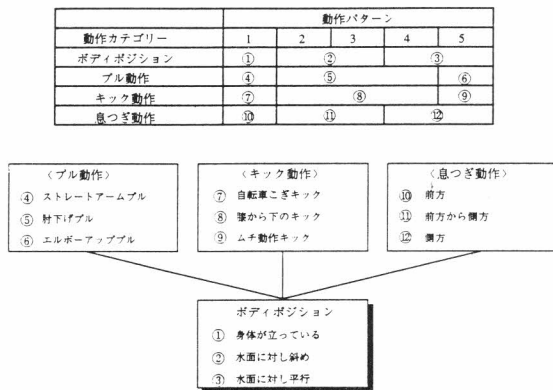 動作パターン
動作カテゴリー 1 2 3 4 5
ボディポジション ① ② ③
プル動作 ④ ⑤ ⑥
キック動作 ⑦ ⑧ ⑨
息つぎ動作 ⑩ ⑪ ⑫
〈プル動作〉
④ ストレートアームプル
⑤ 肘下げプル
⑥ エルボーアッププル
〈キック動作〉
⑦ 自転車こぎキック
⑧ 膝から下のキック
⑨ ムチ動作キック
〈息つぎ動作〉
⑩ 前方
⑪ 前方から側方
⑫ 側方
ボディポジション
① 身体が立っている
② 水面に対し斜め
③ 水面に対し平行